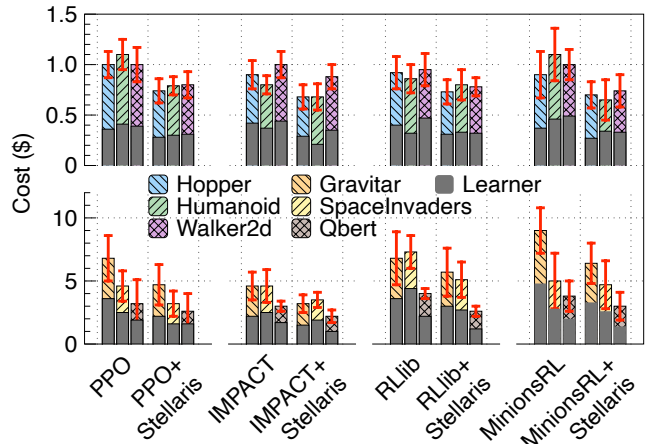 1.5
1.0
0.5
0
Cost ($)
Hopper
Gravitar
Learner
Humanoid
SpaceInvaders
Walker2d
Qbert
10
5
0
PPO
PPO+
Stellaris
IMPACT
IMPACT+
Stellaris
RLlib
RLlib+
Stellaris
MinionsRL
MinionsRL+
Stellaris